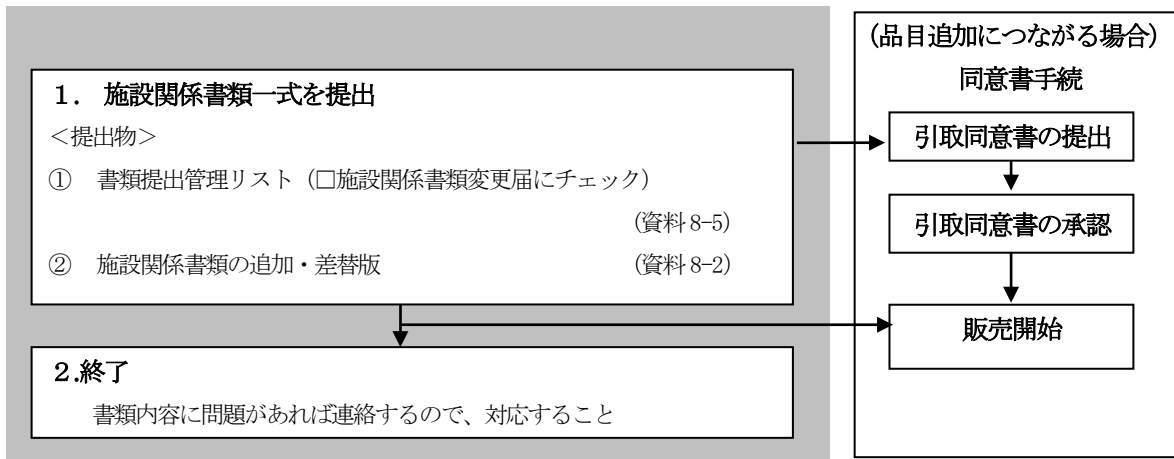 １．　施設関係書類一式を提出
＜提出物＞
①　書類提出管理リスト（□施設関係書類変更届にチェック）
（資料 8-5）
②　施設関係書類の追加・差替版　（資料 8-2）
２.終了
書類内容に問題があれば連絡するので、対応すること
（品目追加につながる場合）
同意書手続
引取同意書の提出
引取同意書の承認
販売開始